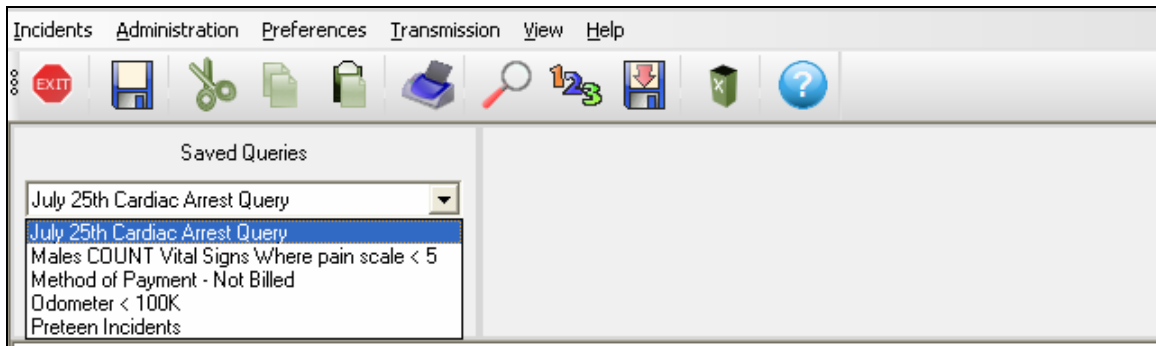 Incidents Administration Preferences Transmission View Help
EXIT 123 ?
Saved Queries
July 25th Cardiac Arrest Query
July 25th Cardiac Arrest Query
Males COUNT Vital Signs Where pain scale < 5
Method of Payment - Not Billed
Odometer < 100K
Preteen Incidents